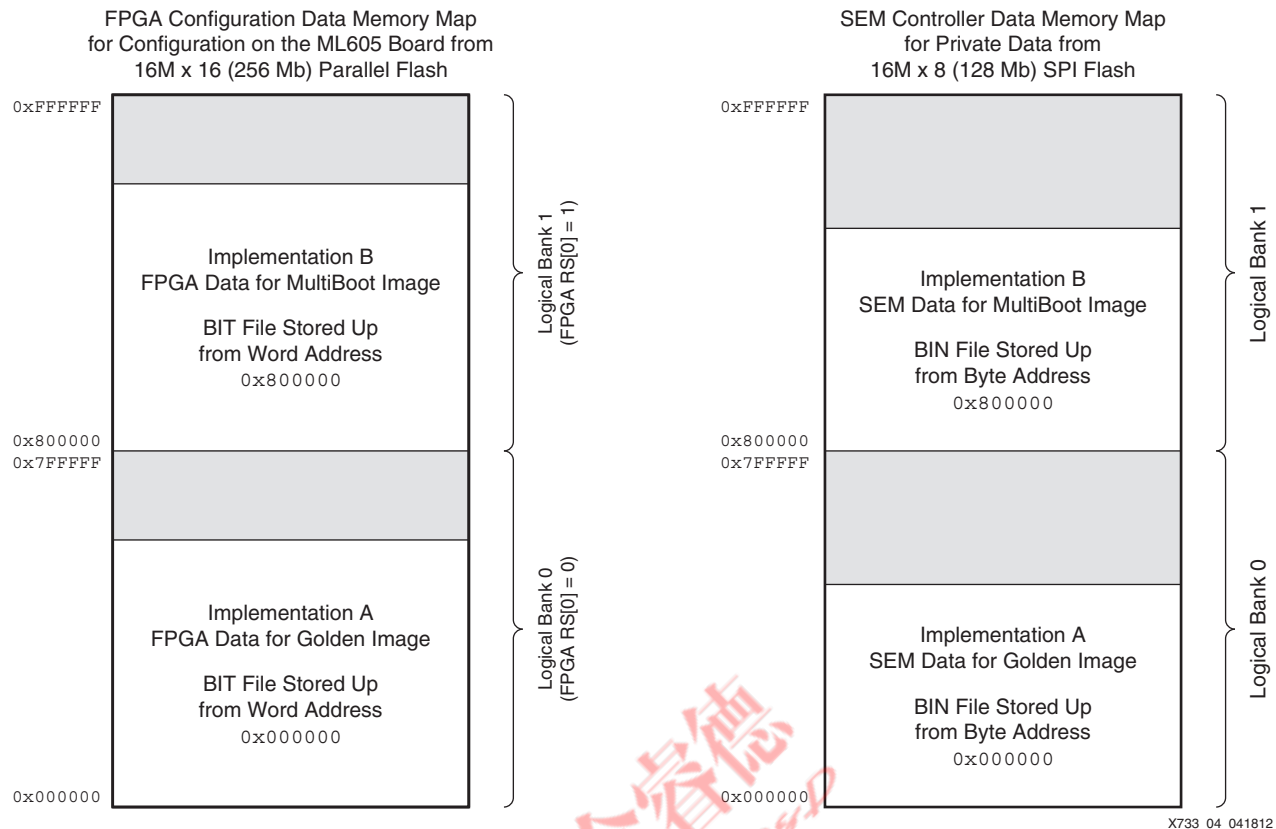 FPGA Configuration Data Memory Map
for Configuration on the ML605 Board from
16M x 16 (256 Mb) Parallel Flash
0xFFFFFF
Implementation B
FPGA Data for MultiBoot Image
BIT File Stored Up
from Word Address
0x800000
0x800000
0x7FFFFF
Implementation A
FPGA Data for Golden Image
BIT File Stored Up
from Word Address
0x000000
0x000000
Logical Bank 1
(FPGA RS[0] = 1)
Logical Bank 0
(FPGA RS[0] = 0)
SEM Controller Data Memory Map
for Private Data from
16M x 8 (128 Mb) SPI Flash
0xFFFFFF
Implementation B
SEM Data for MultiBoot Image
BIN File Stored Up
from Byte Address
0x800000
0x800000
0x7FFFFF
Implementation A
SEM Data for Golden Image
BIN File Stored Up
from Byte Address
0x000000
0x000000
Logical Bank 1
Logical Bank 0
睿德
X733_04_041812